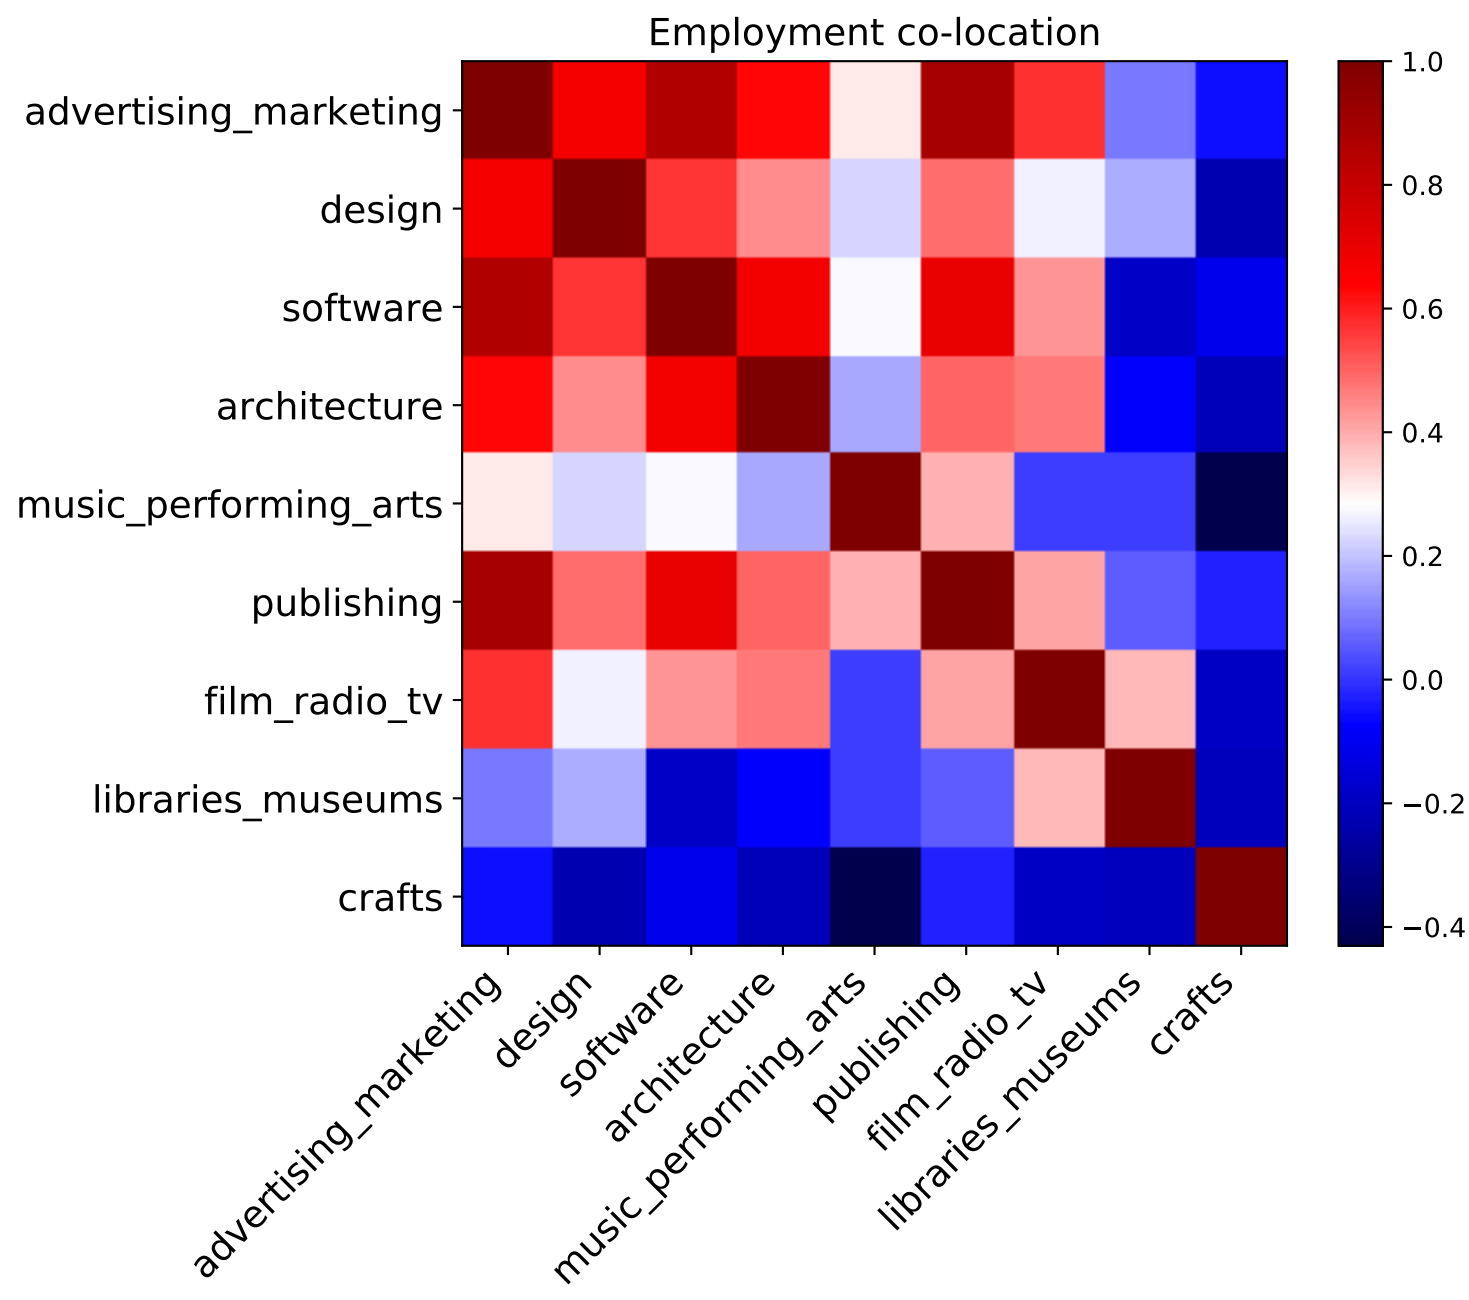 Employment co-location
advertising_marketing
design
software
architecture
music_performing_arts
publishing
film_radio_tv
libraries_museums
crafts
advertising_marketing
design
software
architecture
music_performing_arts
publishing
film_radio_tv
libraries_museums
crafts
1.0
0.8
0.6
0.4
0.2
0.0
−0.2
−0.4